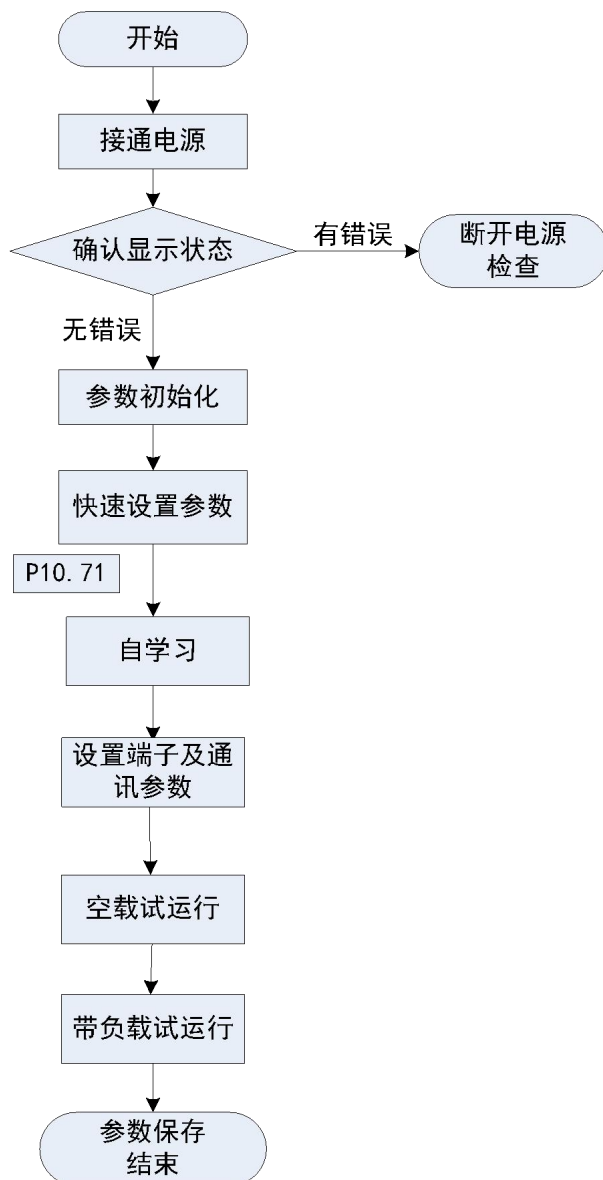 开始
接通电源
确认显示状态
有错误
断开电源
检查
无错误
参数初始化
快速设置参数
P10.71
自学习
设置端子及通
讯参数
空载试运行
带负载试运行
参数保存
结束